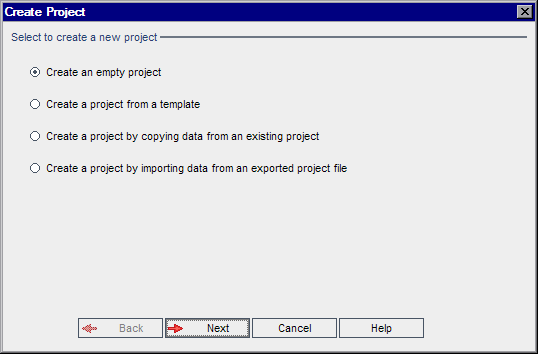 Create Project
Select to create a new project
Create an empty project
Create a project from a template
Create a project by copying data from an existing project
Create a project by importing data from an exported project file
Back Next Cancel Help